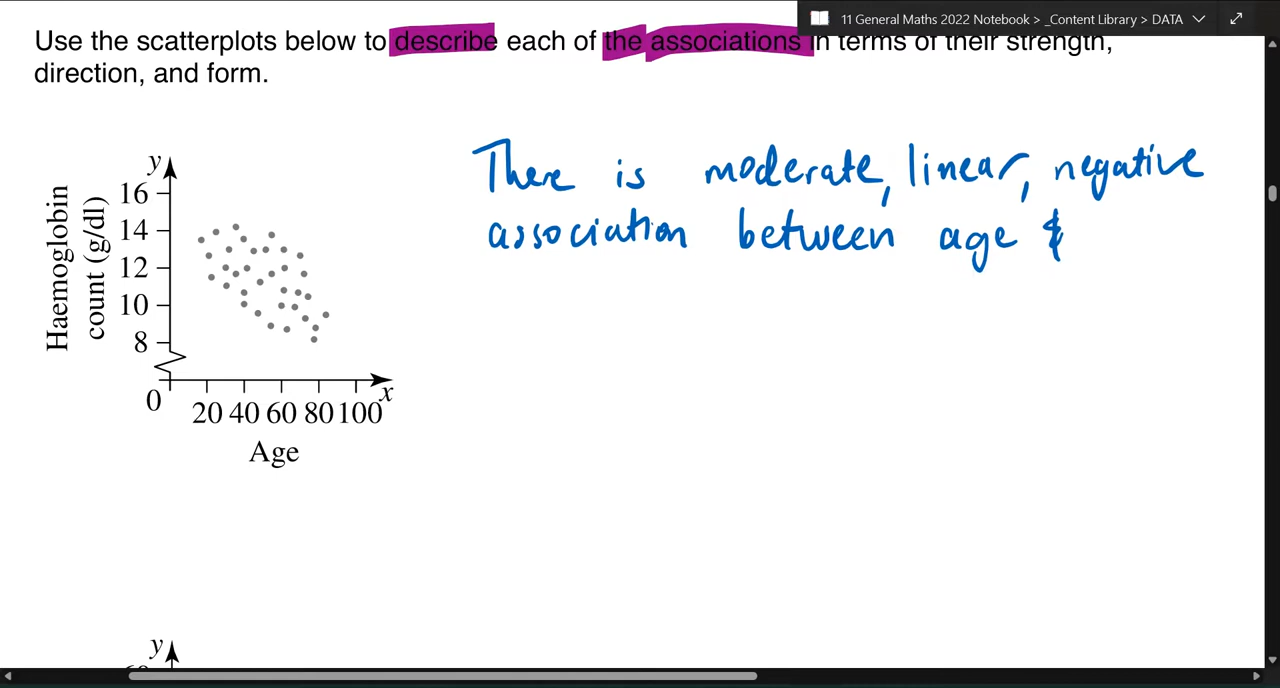 11 General Maths 2022 Notebook > _Content Library > DATA
Use the scatterplots below to describe each of the associations in terms of their strength,
direction, and form.
There is moderate, linear, negative
association between age &
y
16
14
12
10
8
Haemoglobin
count (g/dl)
0
20 40 60 80 100
x
Age
y